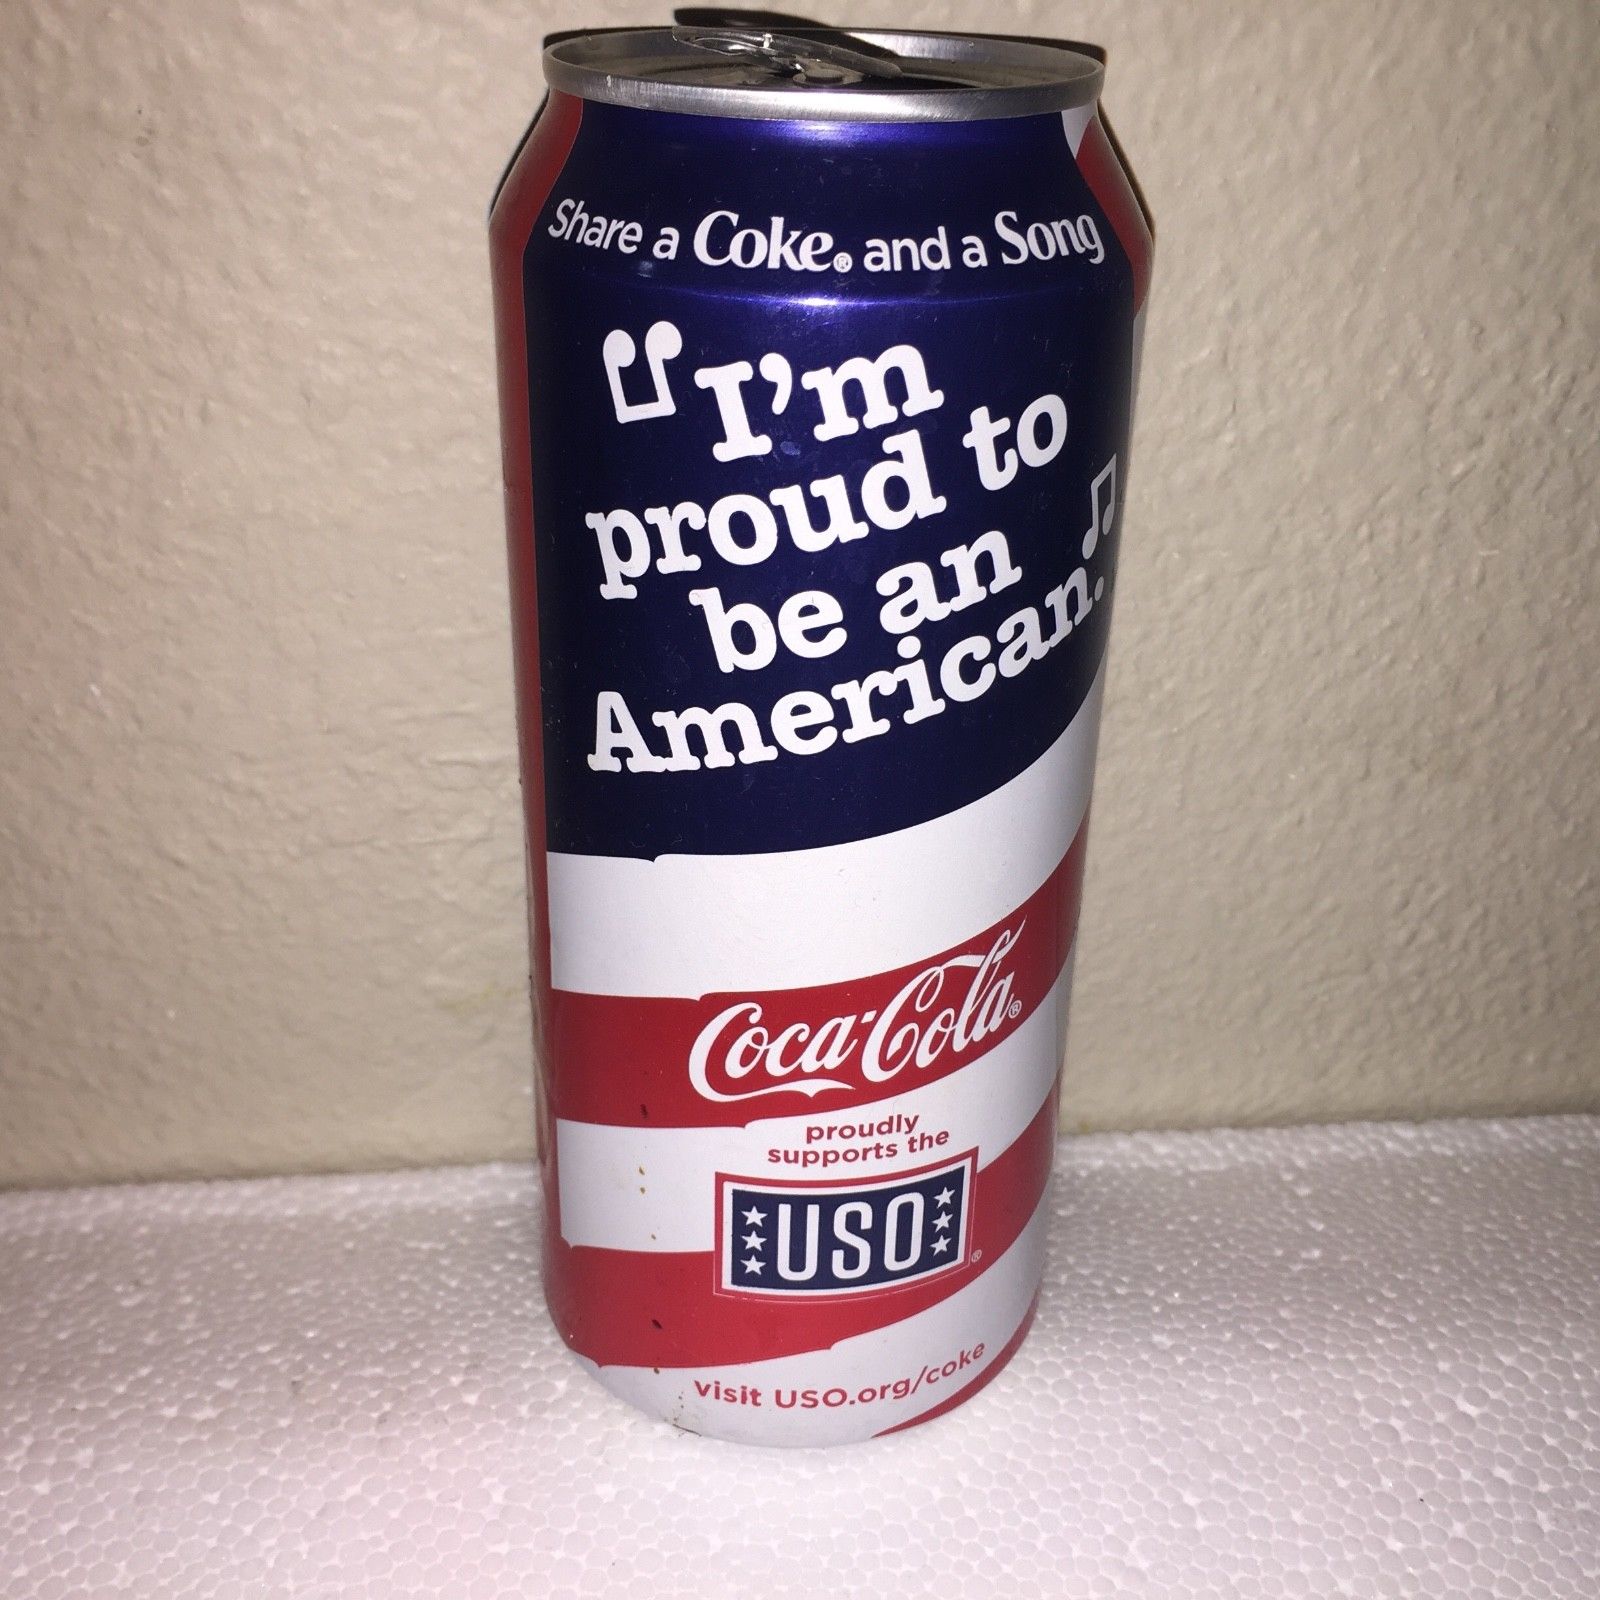 Share a Coke® and a Song
I'm
proud to
be an
American.
Coca-Cola®
proudly
supports the
USO®
visit USO.org/coke